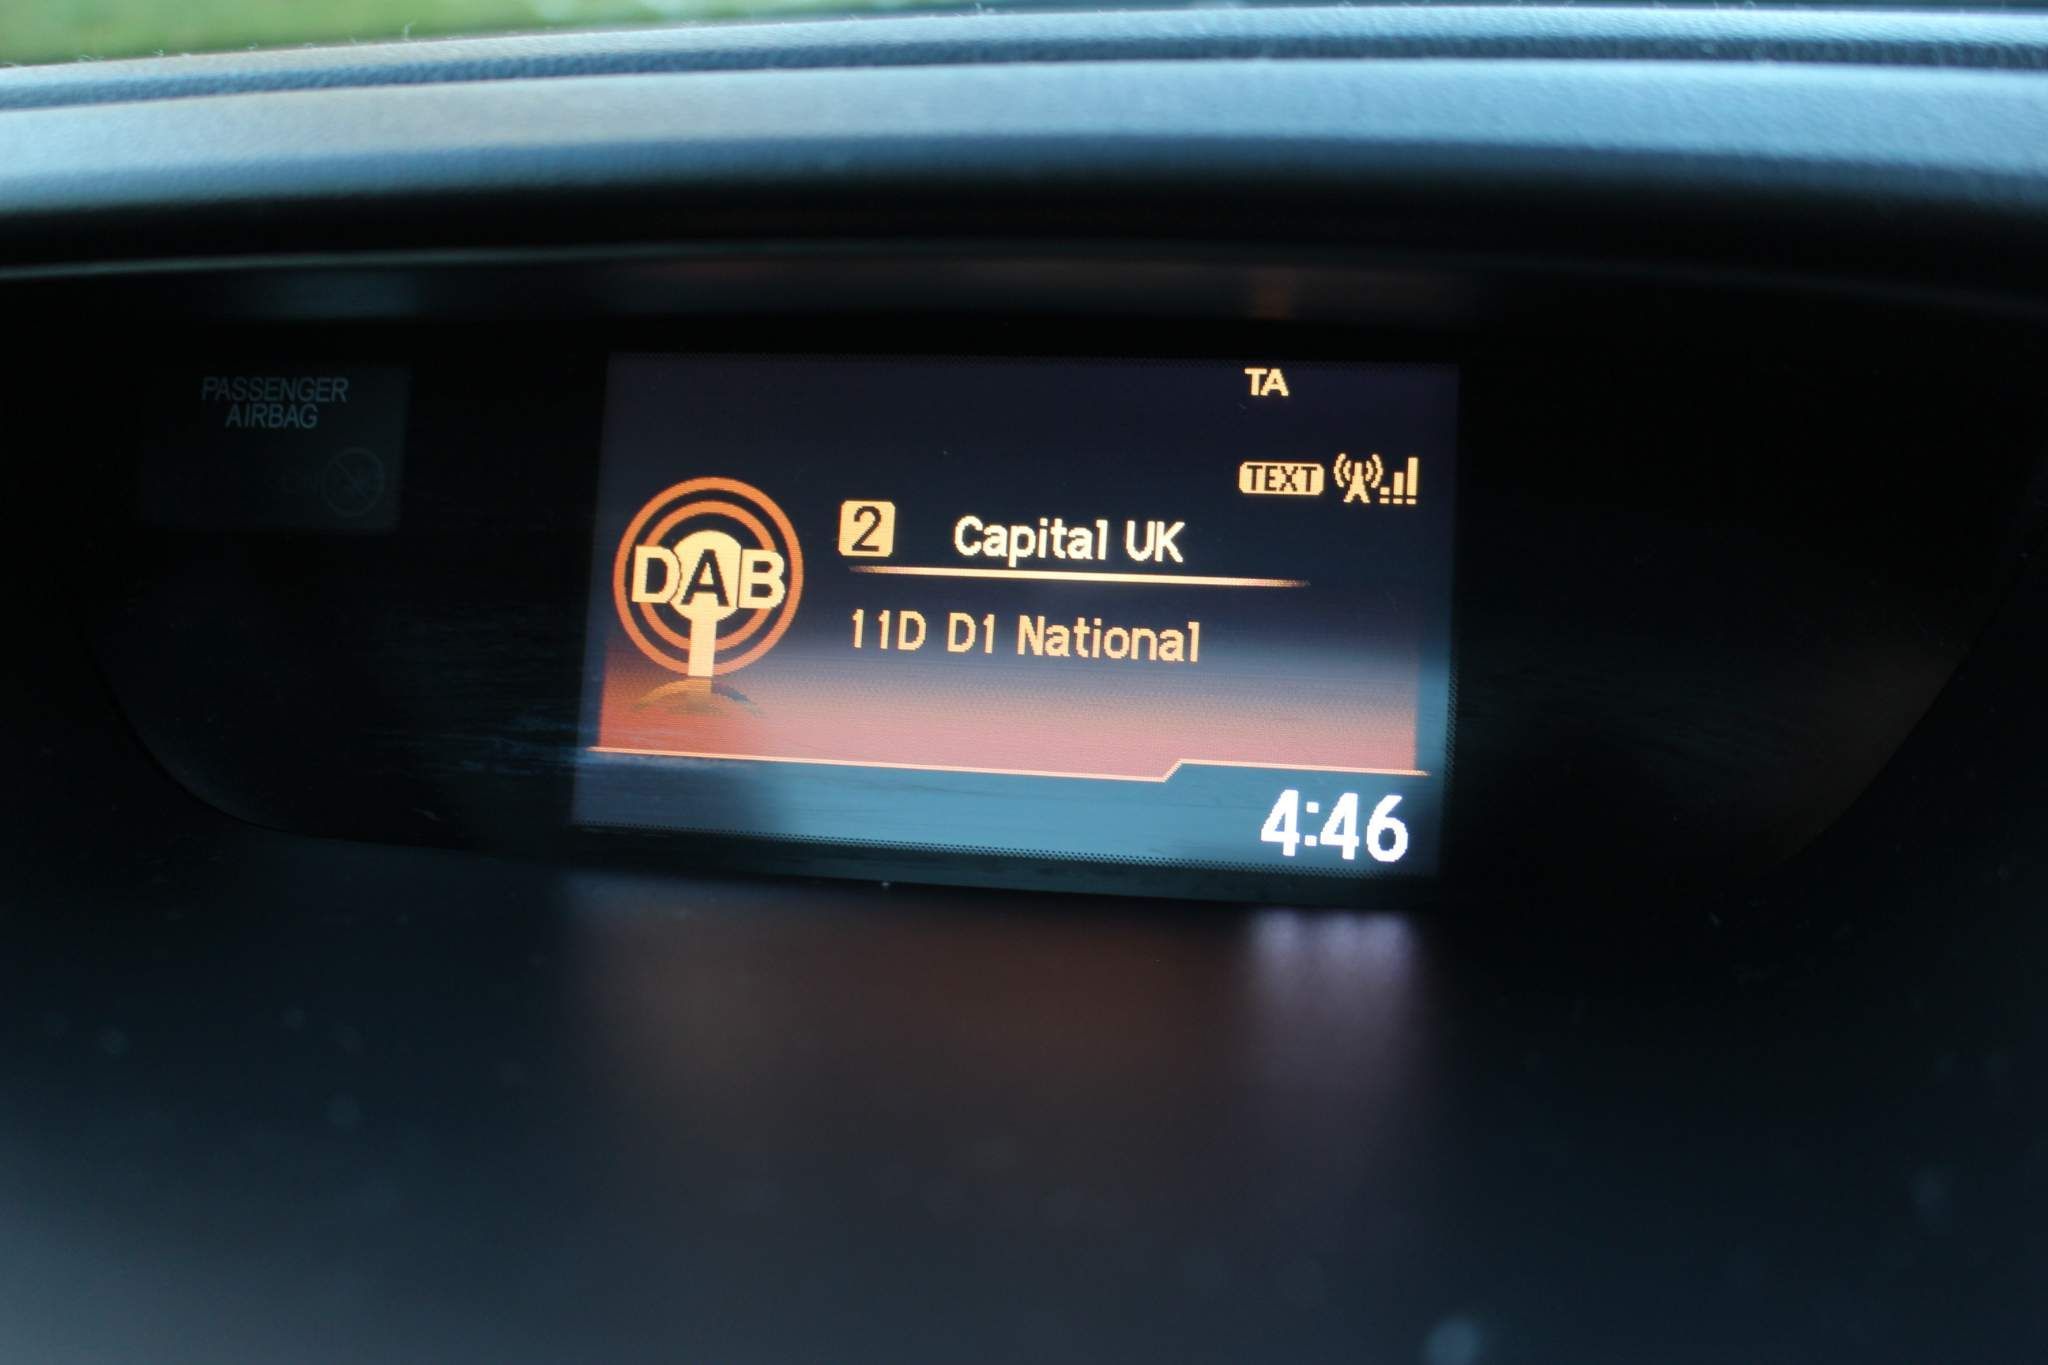 PASSENGER
AIRBAG
TA
TEXT
DAB
2 Capital UK
11D D1 National
4:46